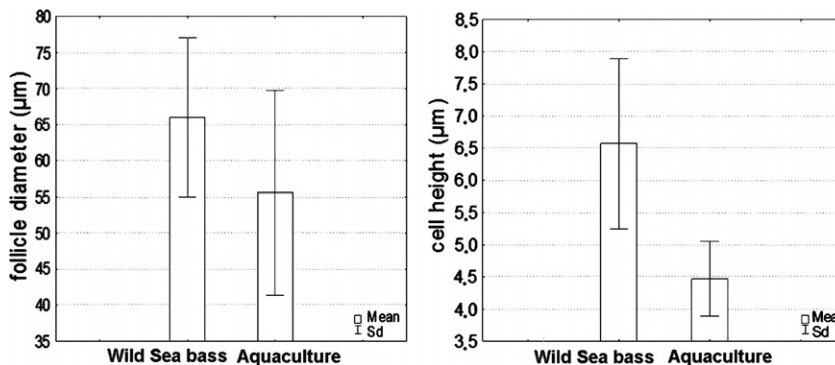 follicle diameter (µm)
80
75
70
65
60
55
50
45
40
35
Mean
Sd
Wild Sea bass Aquaculture
cell height (µm)
8.5
8.0
7.5
7.0
6.5
6.0
5.5
5.0
4.5
4.0
3.5
Mea
Sd
Wild Sea bass Aquaculture